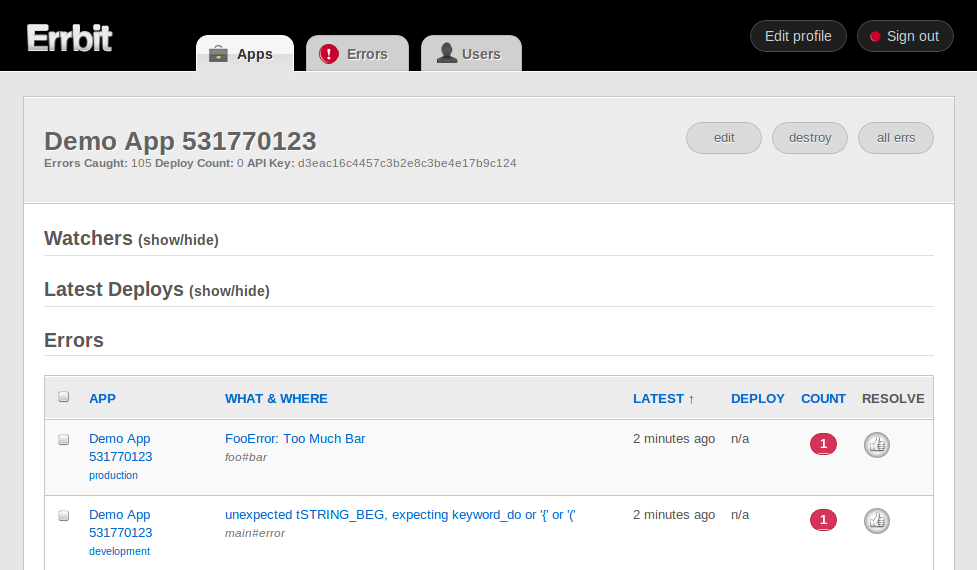 Errbit
Apps
Errors
Users
Edit profile
Sign out
Demo App 531770123
Errors Caught: 105 Deploy Count: 0 API Key: d3eac16c4457c3b2e8c3be4e17b9c124
edit
destroy
all errs
Watchers (show/hide)
Latest Deploys (show/hide)
Errors
APP WHAT & WHERE LATEST ↑ DEPLOY COUNT RESOLVE
Demo App FooError: Too Much Bar 2 minutes ago n/a 1
531770123 foo#bar
production
Demo App unexpected tSTRING_BEG, expecting keyword_do or '{' or '(' 2 minutes ago n/a 1
531770123 main#error
development